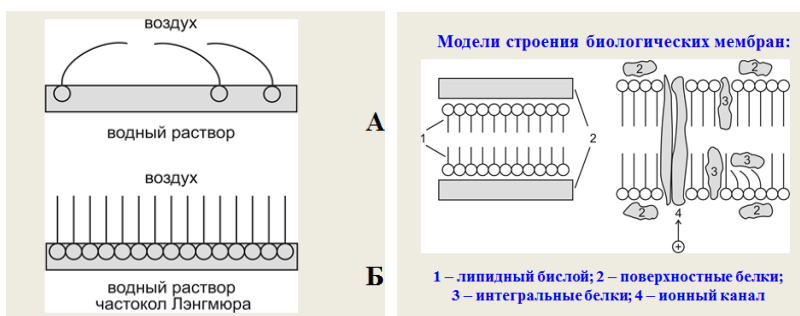 воздух
водный раствор
А
воздух
водный раствор
частокол Лэнгмюра
Б
Модели строения биологических мембран:
2
2
3
1
2
3
3
2
4
2
+
1 – липидный бислой; 2 – поверхностные белки;
3 – интегральные белки; 4 – ионный канал